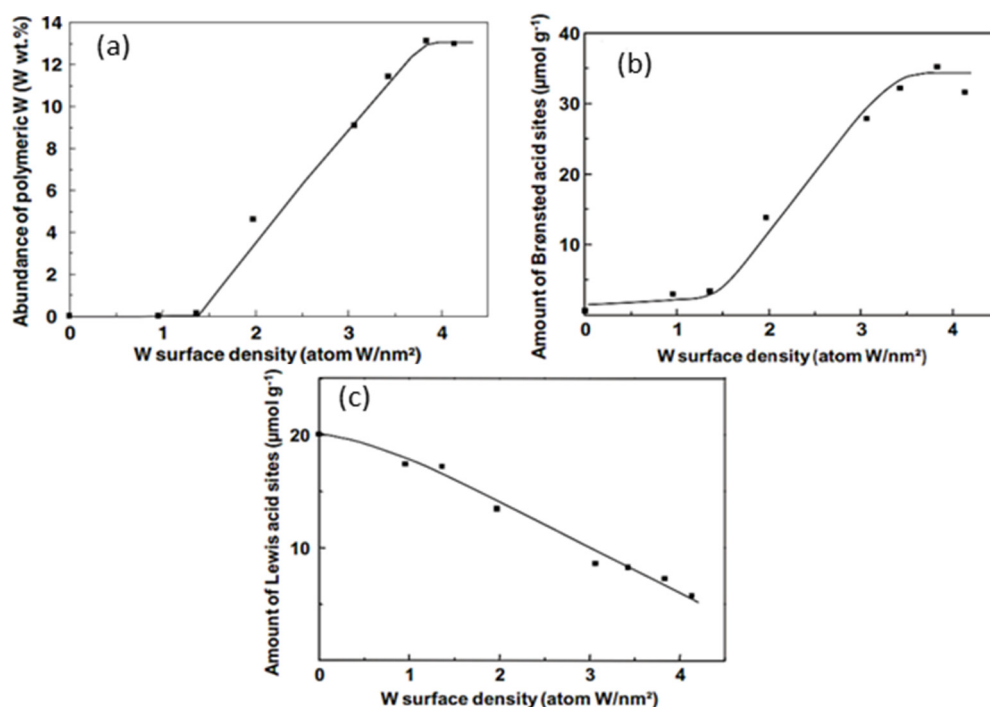 (a)
Abundance of polymeric W (W wt.%)
14
12
10
8
6
4
2
0
0 1 2 3 4
W surface density (atom W/nm²)
(b)
Amount of Brønsted acid sites (μmol g⁻¹)
40
30
20
10
0 1 2 3 4
W surface density (atom W/nm²)
(c)
Amount of Lewis acid sites (μmol g⁻¹)
20
10
0 1 2 3 4
W surface density (atom W/nm²)